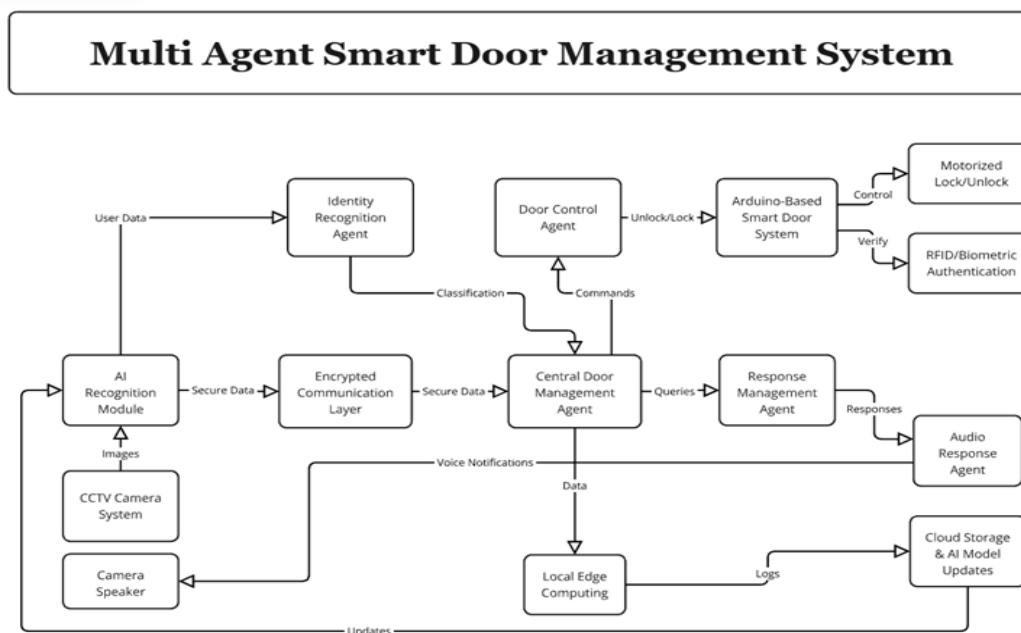 Multi Agent Smart Door Management System
Motorized
Lock/Unlock
Identity
Recognition
Agent
Door Control
Agent
Arduino-Based
Smart Door
System
Control
User Data
Unlock/Lock
Verify
RFID/Biometric
Authentication
Classification
Commands
AI
Recognition
Module
Secure Data
Encrypted
Communication
Layer
Secure Data
Central Door
Management
Agent
Queries
Response
Management
Agent
Responses
Images
Audio
Response
Agent
Voice Notifications
CCTV Camera
System
Data
Cloud Storage
& AI Model
Updates
Camera
Speaker
Local Edge
Computing
Logs
Updates